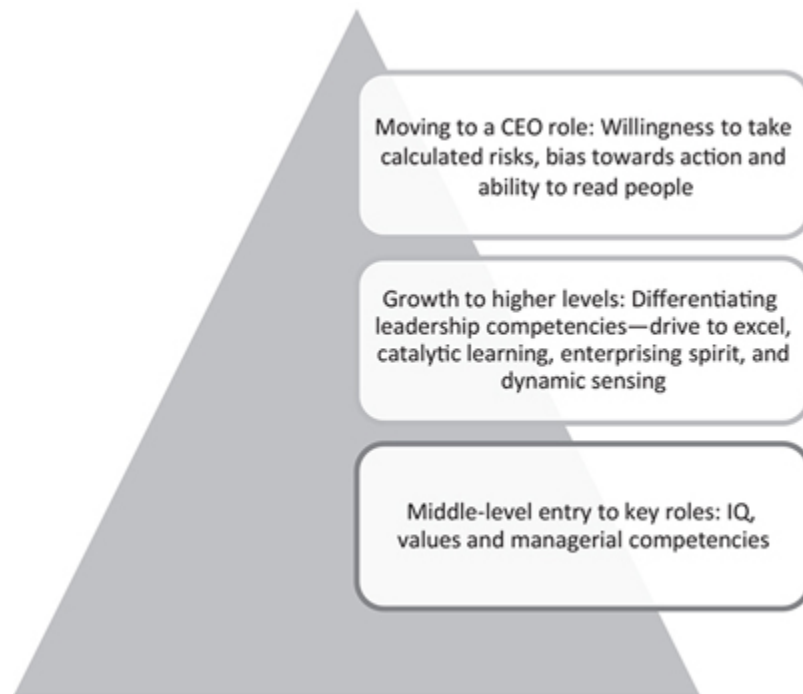 Moving to a CEO role: Willingness to take
calculated risks, bias towards action and
ability to read people
Growth to higher levels: Differentiating
leadership competencies—drive to excel,
catalytic learning, enterprising spirit, and
dynamic sensing
Middle-level entry to key roles: IQ,
values and managerial competencies